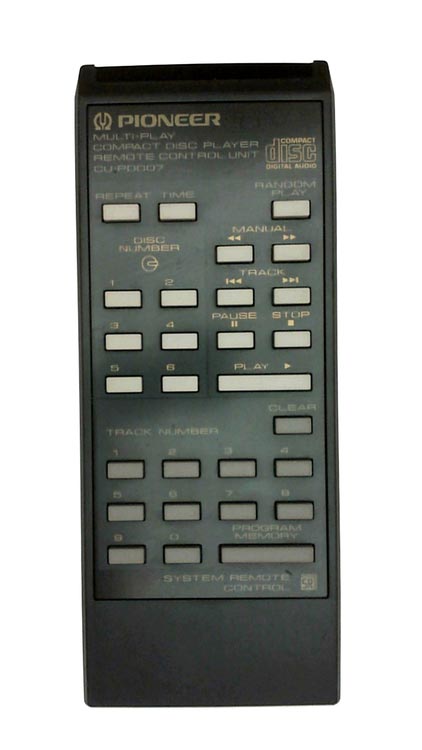 PIONEER
MULTI-PLAY
COMPACT DISC PLAYER
REMOTE CONTROL UNIT
CU-PD007
COMPACT
disc
DIGITAL AUDIO
REPEAT TIME
RANDOM
PLAY
DISC
NUMBER
MANUAL
◀◀ ▶▶
1 2
TRACK
I◀◀ ▶▶I
3 4
PAUSE STOP
II ■
5 6
PLAY ▶
CLEAR
TRACK NUMBER
1 2 3 4
5 6 7 8
9 0
PROGRAM
MEMORY
SYSTEM REMOTE
CONTROL SR